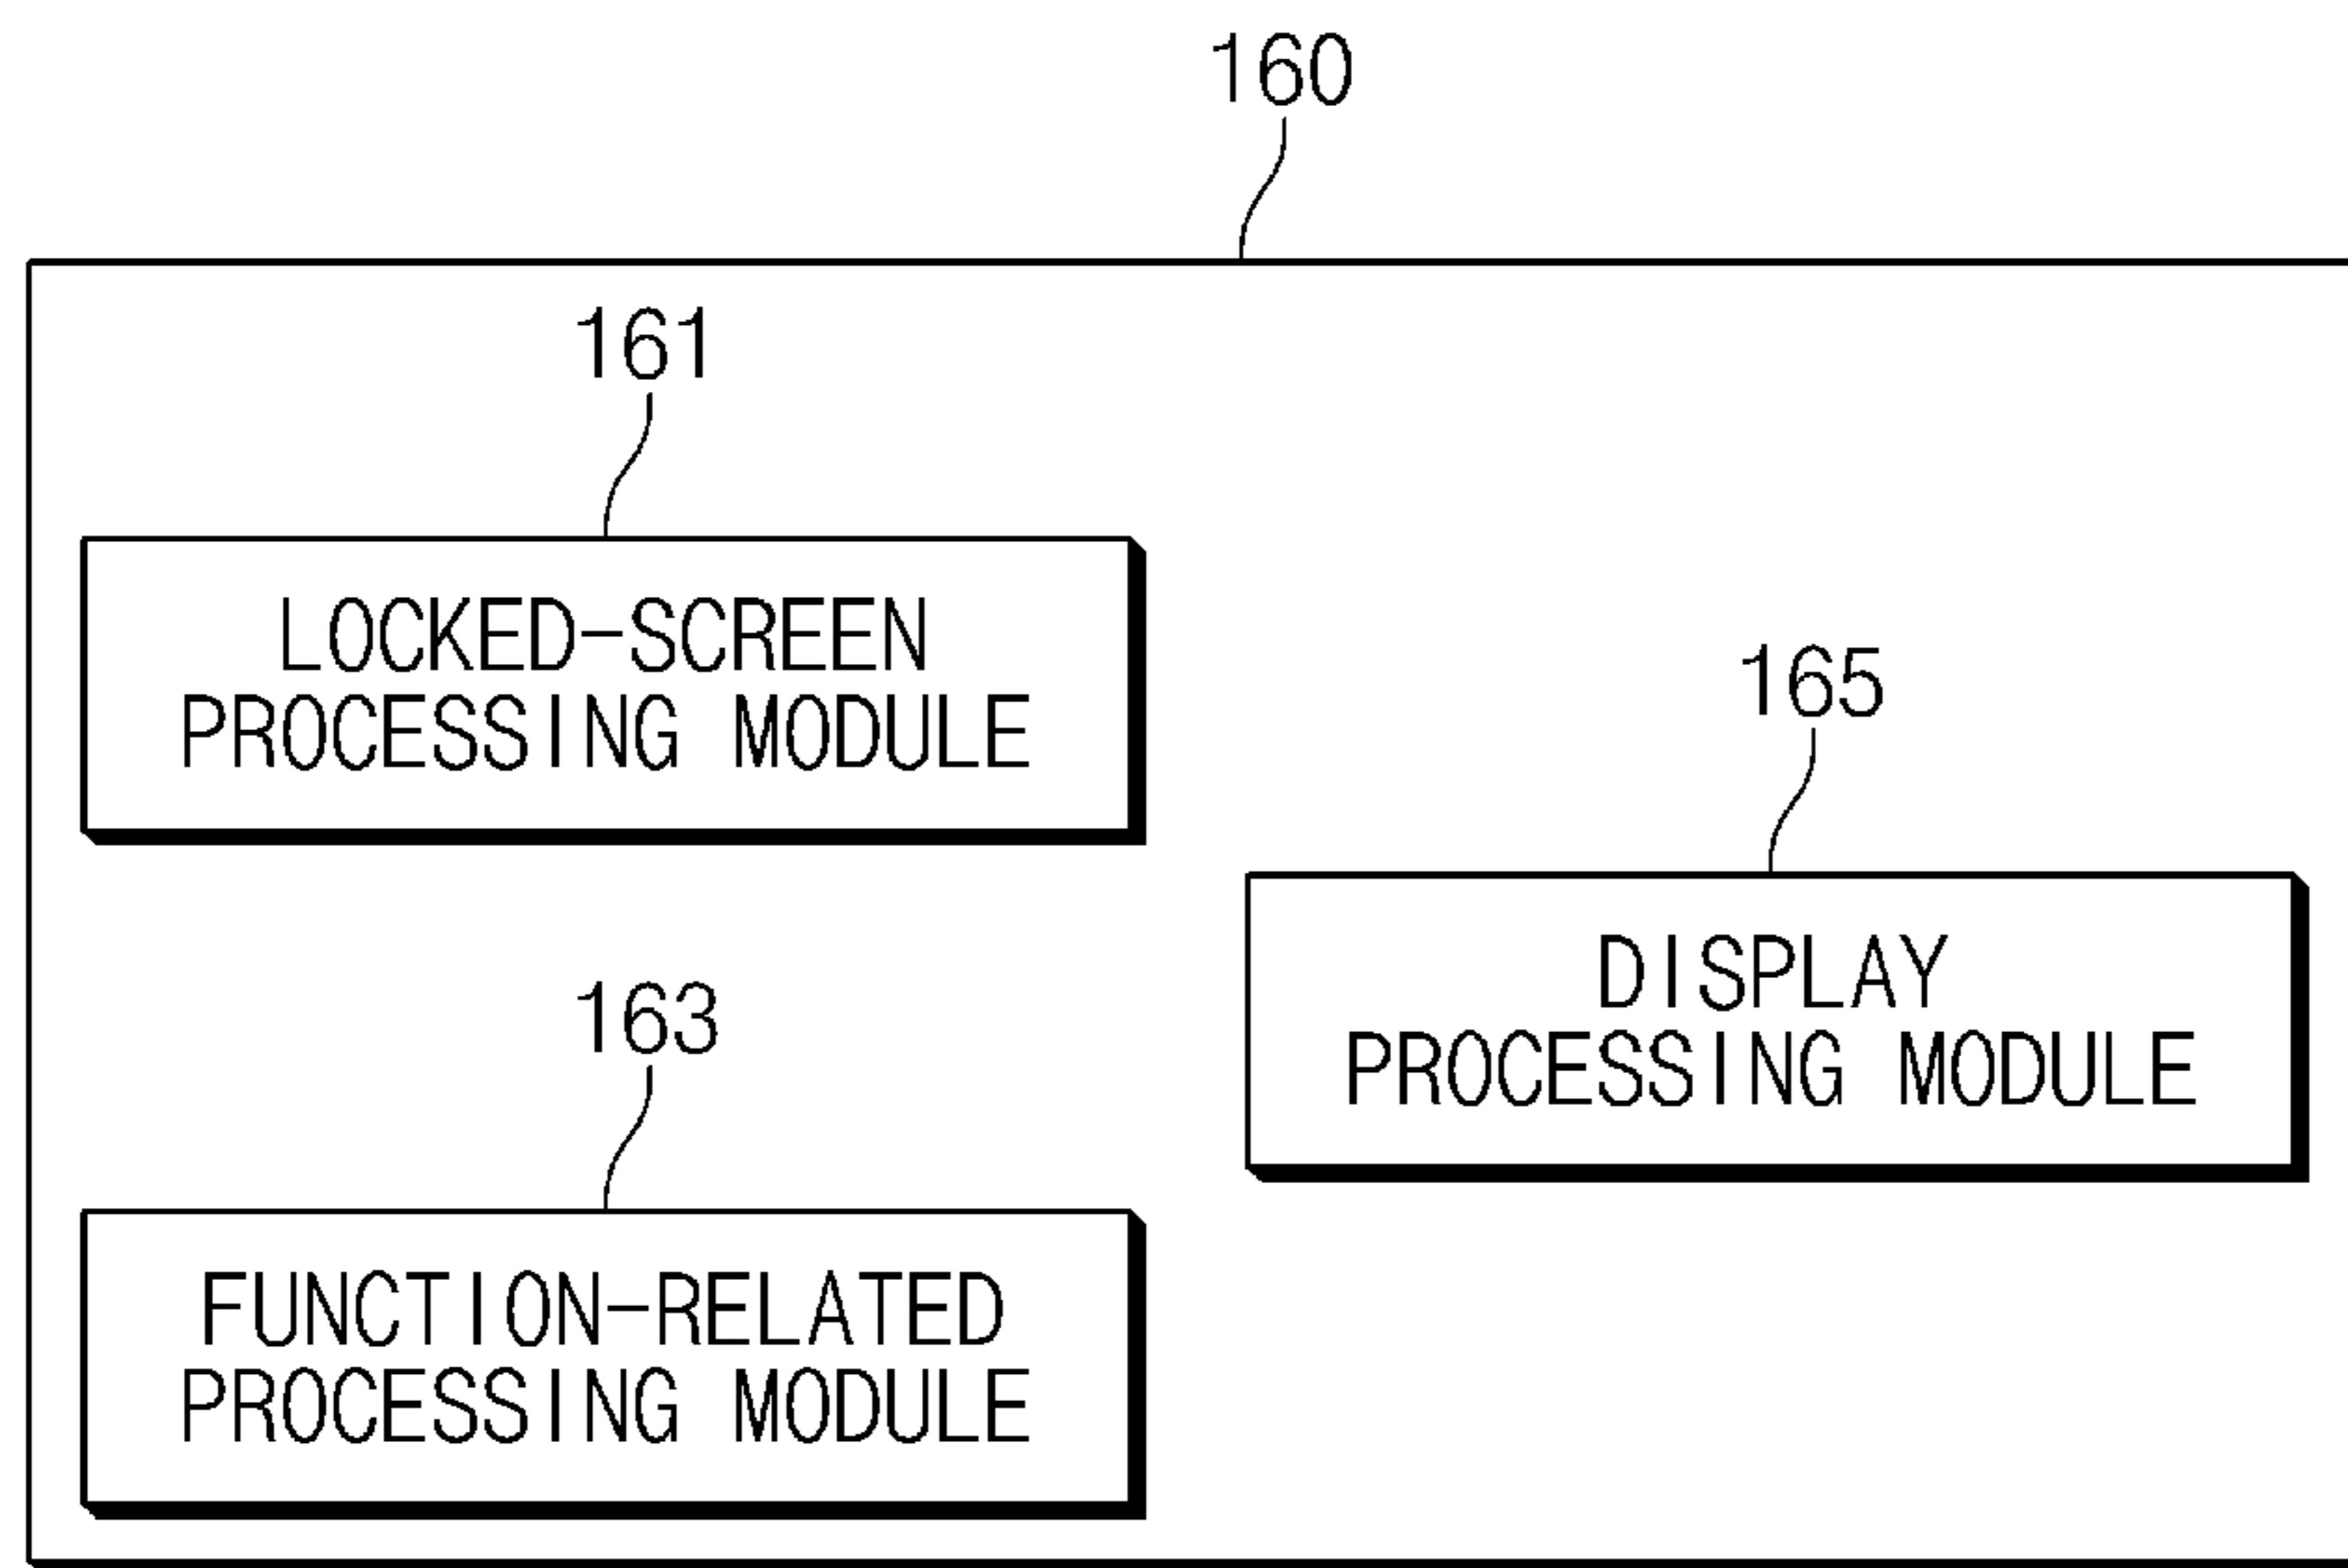 160
161
LOCKED-SCREEN
PROCESSING MODULE
165
DISPLAY
PROCESSING MODULE
163
FUNCTION-RELATED
PROCESSING MODULE